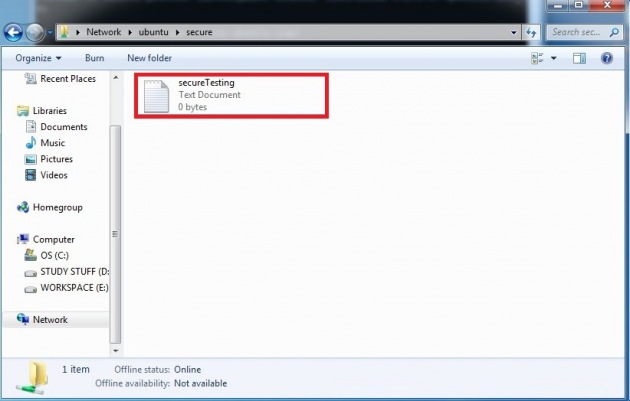 Network ▸ ubuntu ▸ secure
Search sec...
Organize
Burn
New folder
Recent Places
Libraries
Documents
Music
Pictures
Videos
Homegroup
Computer
OS (C:)
STUDY STUFF (D:
WORKSPACE (E:)
Network
secureTesting
Text Document
0 bytes
1 item
Offline status: Online
Offline availability: Not available